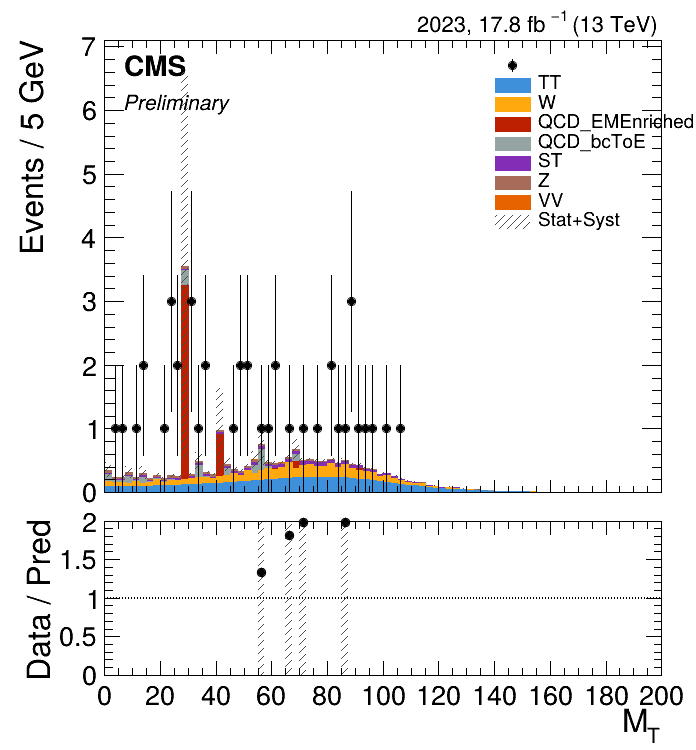 2023, 17.8 fb⁻¹ (13 TeV)
CMS
Preliminary
TT
W
QCD_EMEnriched
QCD_bcToE
ST
Z
VV
Stat+Syst
Events / 5 GeV
7
6
5
4
3
2
1
0
Data / Pred
2
1.5
1
0.5
0
0 20 40 60 80 100 120 140 160 180 200
M_T